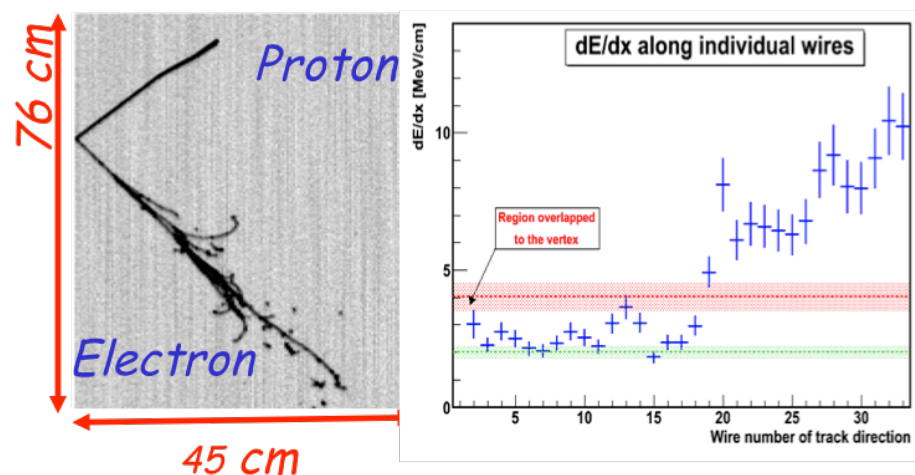 76 cm
Proton
Electron
45 cm
dE/dx along individual wires
dE/dx [MeV/cm]
10
5
0
Region overlapped
to the vertex
5
10
15
20
25
30
Wire number of track direction